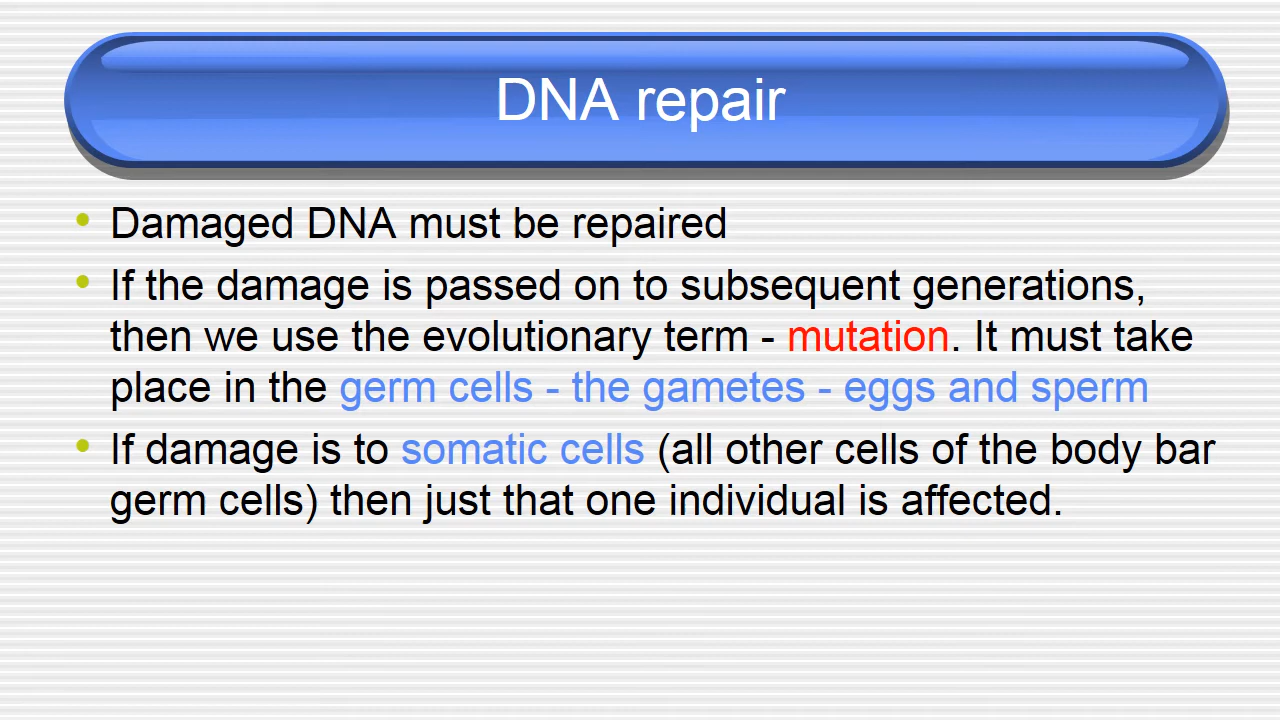 DNA repair
• Damaged DNA must be repaired
• If the damage is passed on to subsequent generations,
then we use the evolutionary term - mutation. It must take
place in the germ cells - the gametes - eggs and sperm
• If damage is to somatic cells (all other cells of the body bar
germ cells) then just that one individual is affected.